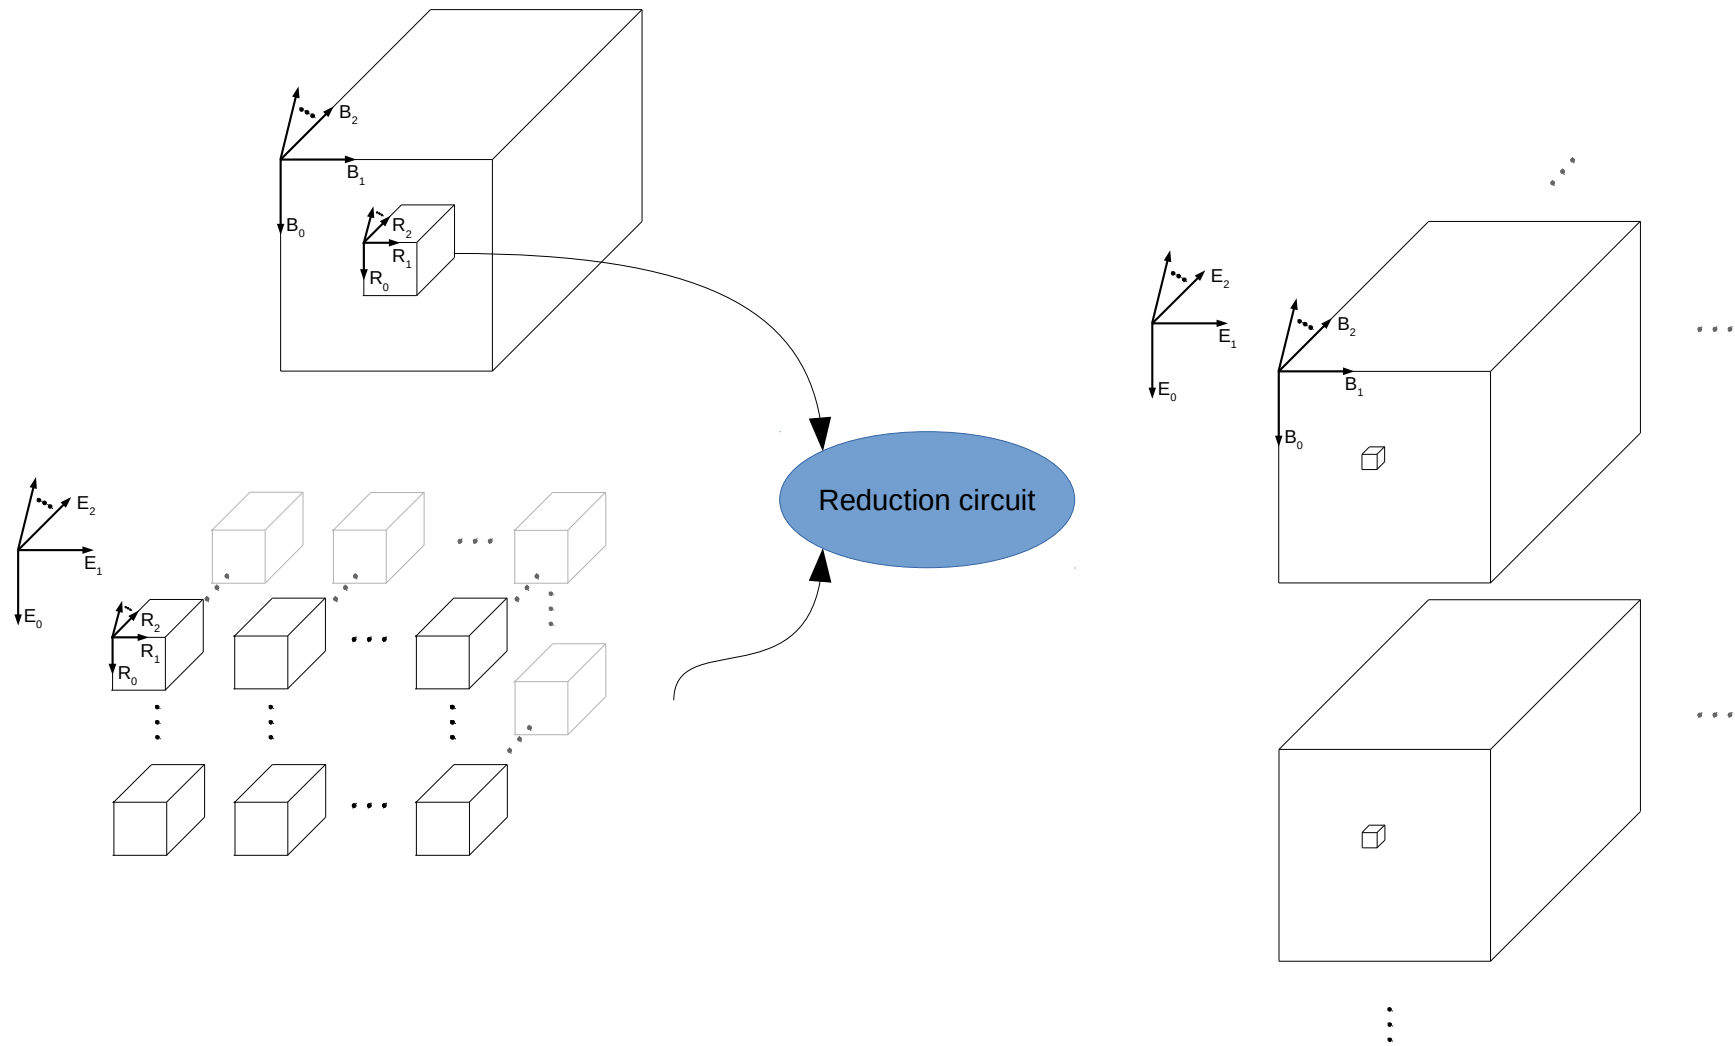 B2
B1
B0
R2
R1
R0
E2
E1
E0
R2
R1
R0
Reduction circuit
E2
E1
E0
B2
B1
B0